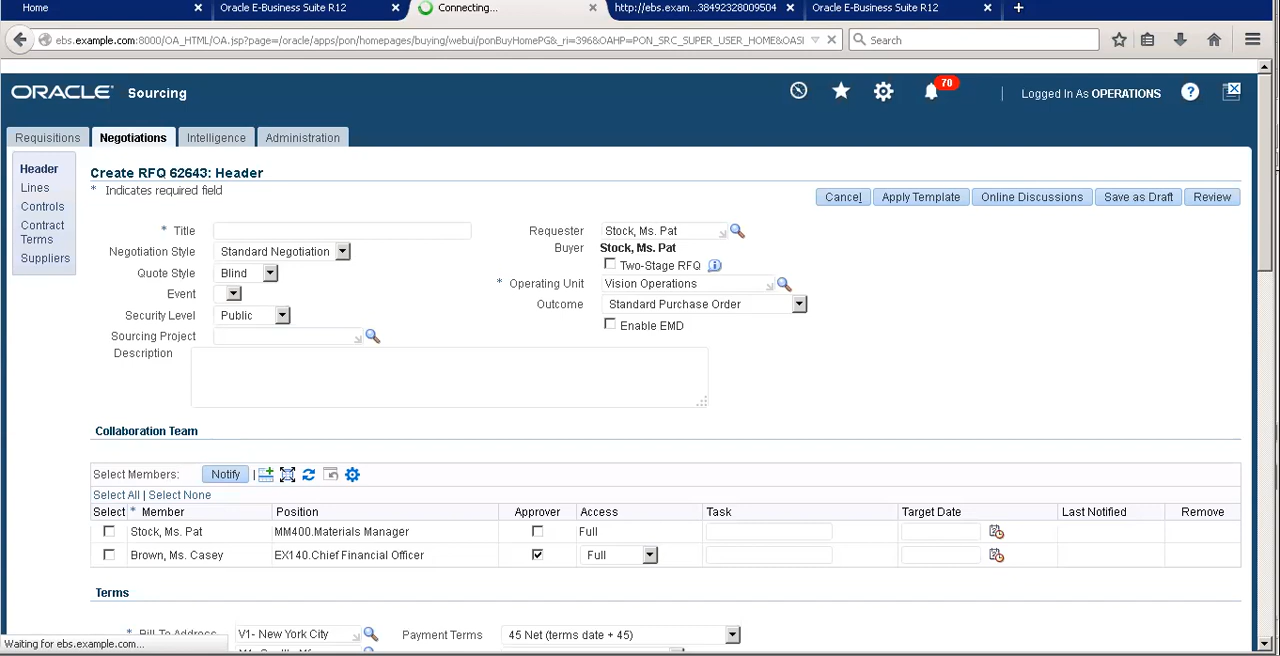 Home
Oracle E-Business Suite R12
Connecting...
http://ebs.exam...38492328009504
Oracle E-Business Suite R12
ebs.example.com:8000/OA_HTML/OA.jsp?page=/oracle/apps/pon/homepages/buying/webui/ponBuyHomePG&_ri=396&OAHP=PON_SRC_SUPER_USER_HOME&OASI
Search
ORACLE Sourcing
70
Logged In As OPERATIONS
Requisitions Negotiations Intelligence Administration
Header
Lines
Controls
Contract
Terms
Suppliers
Create RFQ 62643: Header
* Indicates required field
Cancel Apply Template Online Discussions Save as Draft Review
* Title
Negotiation Style Standard Negotiation
Quote Style Blind
Event
Security Level Public
Sourcing Project
Description
Requester Stock, Ms. Pat
Buyer Stock, Ms. Pat
Two-Stage RFQ
* Operating Unit Vision Operations
Outcome Standard Purchase Order
Enable EMD
Collaboration Team
Select Members: Notify
Select All | Select None
Select * Member Position Approver Access Task Target Date Last Notified Remove
Stock, Ms. Pat MM400.Materials Manager Full
Brown, Ms. Casey EX140.Chief Financial Officer Full
Terms
* Bill To Address V1- New York City Payment Terms 45 Net (terms date + 45)
Waiting for ebs.example.com...